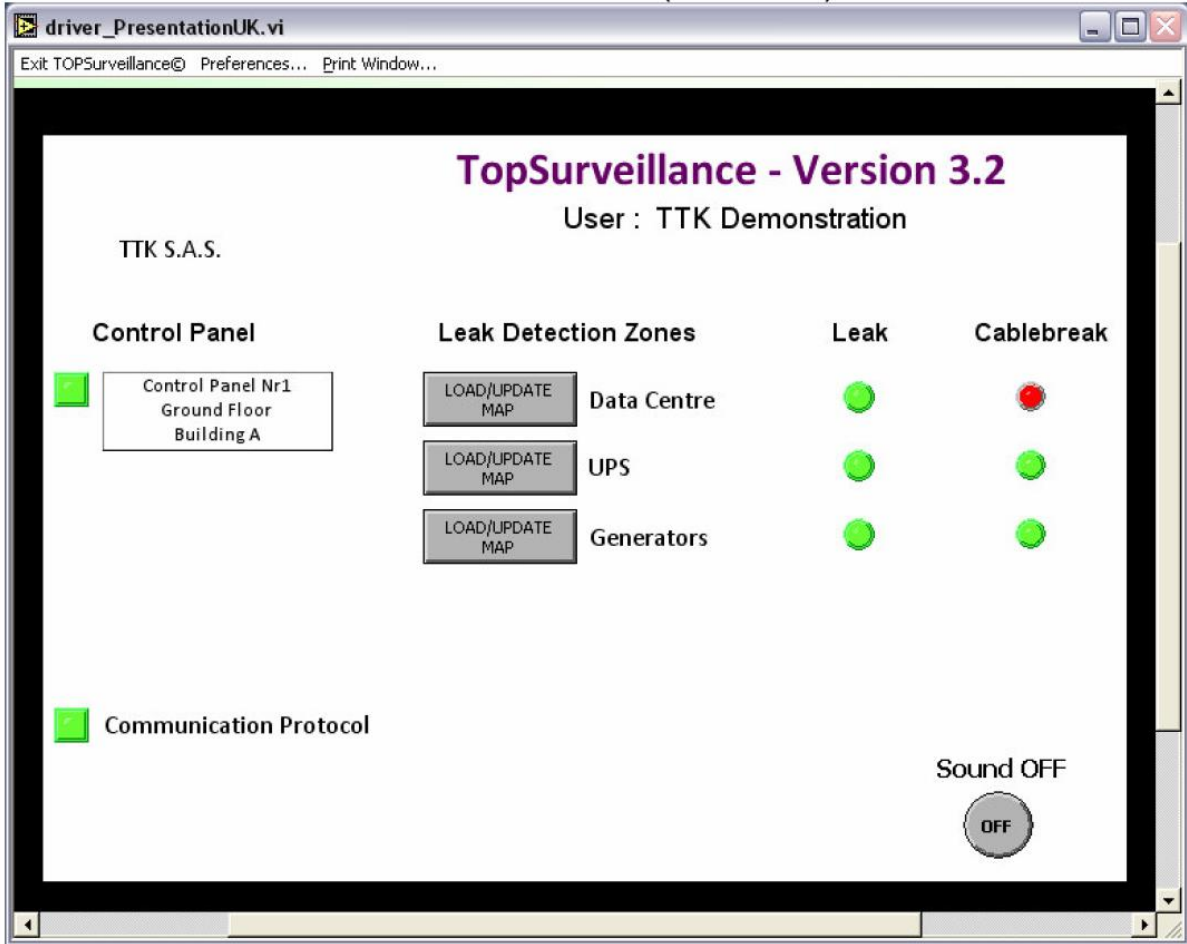 driver_PresentationUK.vi
Exit TOPSurveillance© Preferences... Print Window...
TopSurveillance - Version 3.2
User : TTK Demonstration
TTK S.A.S.
Control Panel Leak Detection Zones Leak Cablebreak
Control Panel Nr1
Ground Floor
Building A
LOAD/UPDATE
MAP
Data Centre
LOAD/UPDATE
MAP
UPS
LOAD/UPDATE
MAP
Generators
Communication Protocol
Sound OFF
OFF